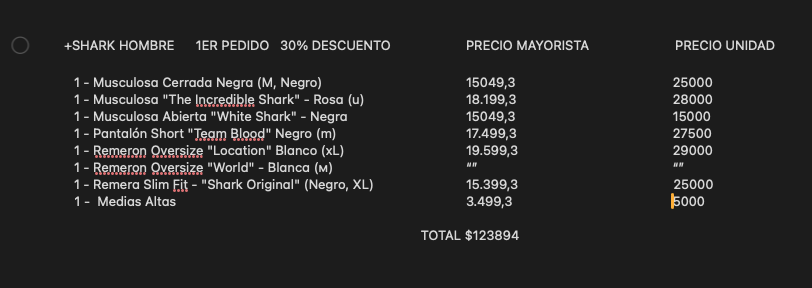 +SHARK HOMBRE 1ER PEDIDO 30% DESCUENTO PRECIO MAYORISTA PRECIO UNIDAD
1 - Musculosa Cerrada Negra (M, Negro) 15049,3 25000
1 - Musculosa "The Incredible Shark" - Rosa (u) 18.199,3 28000
1 - Musculosa Abierta "White Shark" - Negra 15049,3 15000
1 - Pantalón Short "Team Blood" Negro (m) 17.499,3 27500
1 - Remeron Oversize "Location" Blanco (xL) 19.599,3 29000
1 - Remeron Oversize "World" - Blanca (м) “” “”
1 - Remera Slim Fit - "Shark Original" (Negro, XL) 15.399,3 25000
1 - Medias Altas 3.499,3 5000
TOTAL $123894